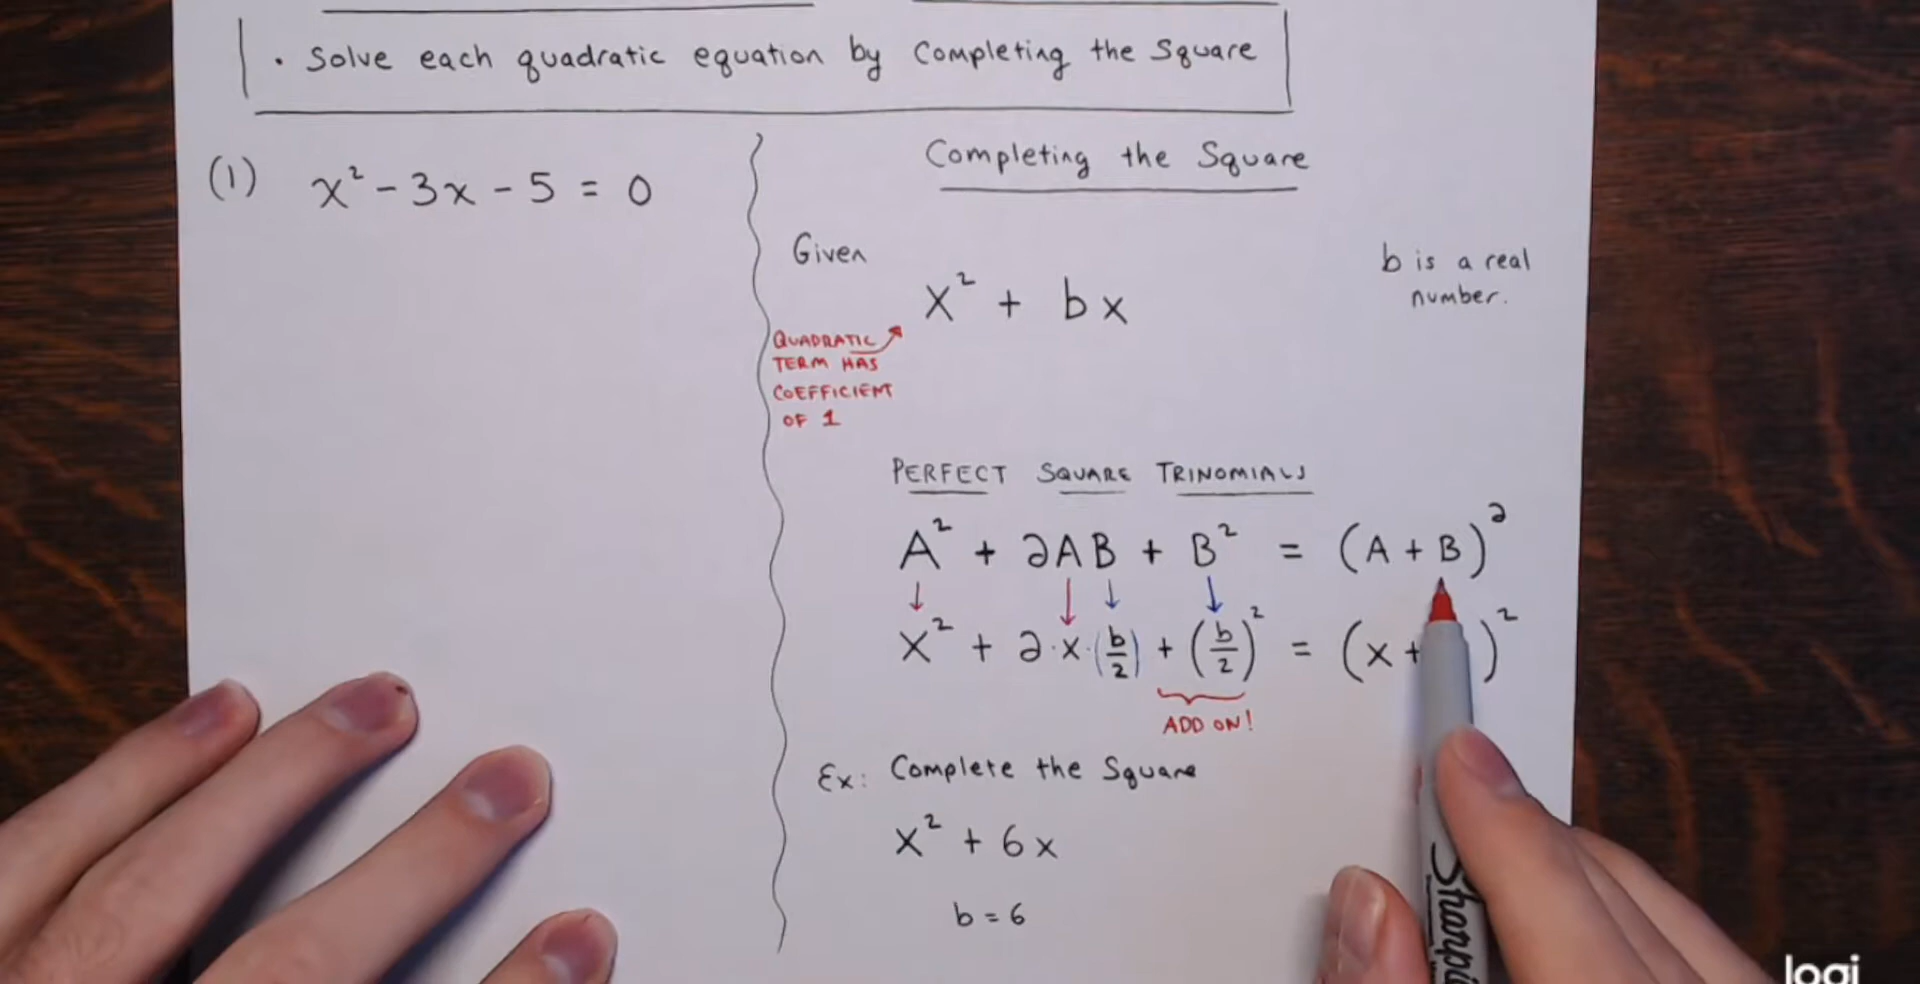 · Solve each quadratic equation by Completing the Square
(1) x² - 3x - 5 = 0
Completing the Square
Given
x² + bx
b is a real
number.
QUADRATIC
TERM HAS
COEFFICIENT
OF 1
PERFECT SQUARE TRINOMIALS
A² + 2AB + B² = (A + B)²
x² + 2·x·(b/2) + (b/2)² = (x + )²
ADD ON!
Ex: Complete the Square
x² + 6x
b = 6
Sharpi
logi